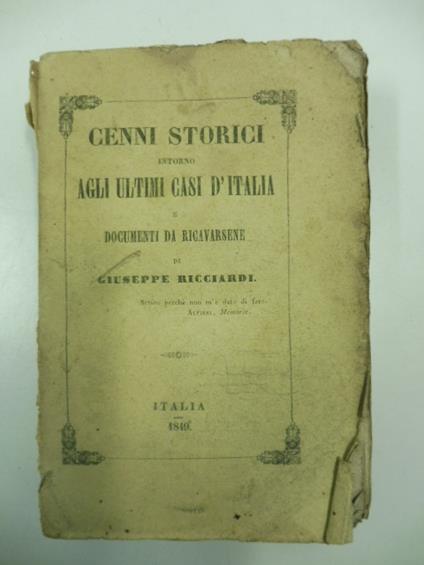 CENNI STORICI
INTORNO
AGLI ULTIMI CASI D'ITALIA
E
DOCUMENTI DA RICAVARSENE
DI
GIUSEPPE RICCIARDI.
Scrivo perchè non m'è dato di fare.
ALFIERI, Memorie.
ITALIA
1849.